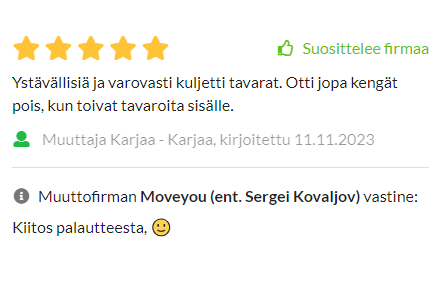 Suosittelee firmaa
Ystävällisiä ja varovasti kuljetti tavarat. Otti jopa kengät
pois, kun toivat tavaroita sisälle.
Muuttaja Karjaa - Karjaa, kirjoitettu 11.11.2023
Muuttofirman Moveyou (ent. Sergei Kovaljov) vastine:
Kiitos palautteesta, 🙂